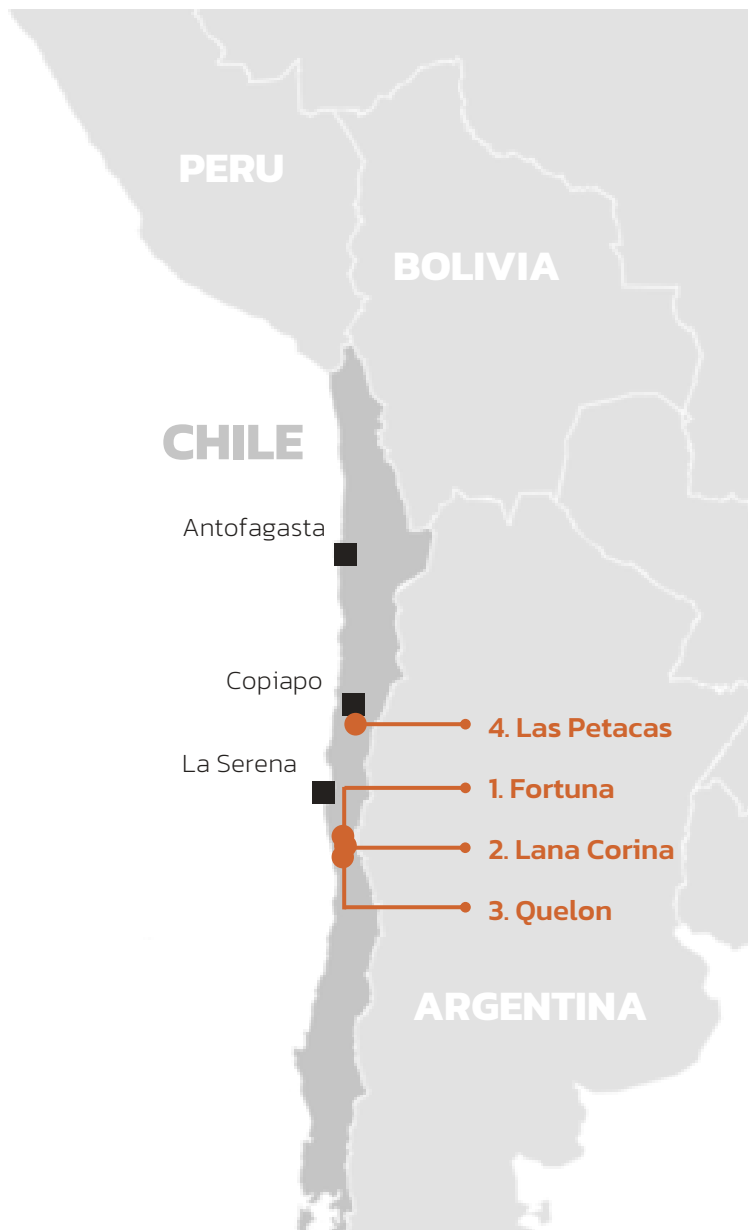 PERU
BOLIVIA
CHILE
Antofagasta
Copiapo
4. Las Petacas
La Serena
1. Fortuna
2. Lana Corina
3. Quelon
ARGENTINA